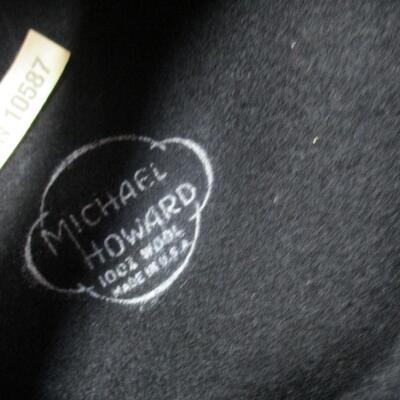 N 10587
MICHAEL
HOWARD
100% WOOL
MADE IN U.S.A.